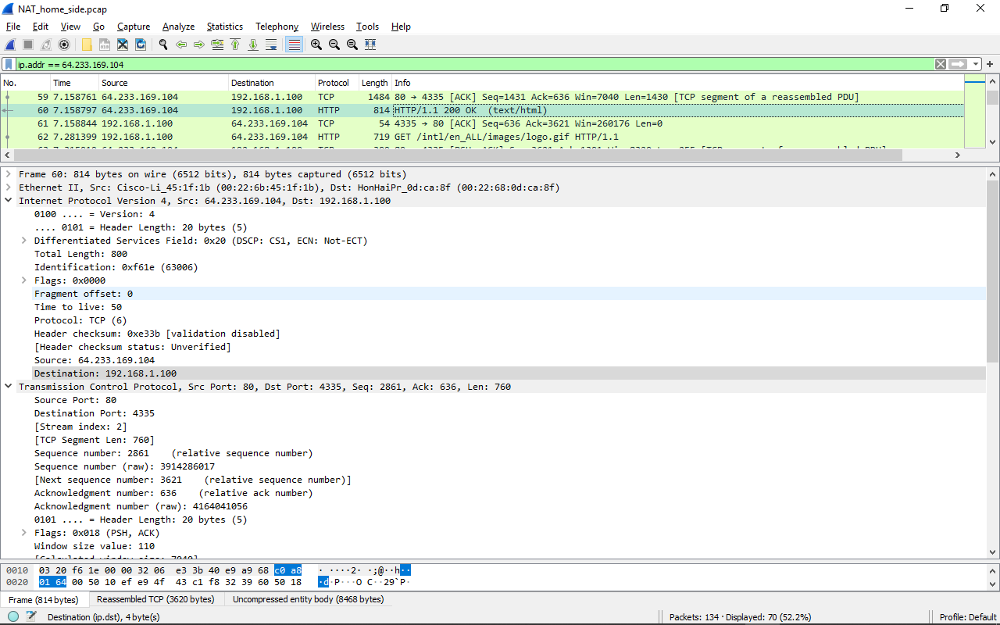 NAT_home_side.pcap
File Edit View Go Capture Analyze Statistics Telephony Wireless Tools Help
ip.addr == 64.233.169.104
No. Time Source Destination Protocol Length Info
59 7.158761 64.233.169.104 192.168.1.100 TCP 1484 80 → 4335 [ACK] Seq=1431 Ack=636 Win=7040 Len=1430 [TCP segment of a reassembled PDU]
60 7.158797 64.233.169.104 192.168.1.100 HTTP 814 HTTP/1.1 200 OK (text/html)
61 7.158844 192.168.1.100 64.233.169.104 TCP 54 4335 → 80 [ACK] Seq=636 Ack=3621 Win=260176 Len=0
62 7.281399 192.168.1.100 64.233.169.104 HTTP 719 GET /intl/en_ALL/images/logo.gif HTTP/1.1
Frame 60: 814 bytes on wire (6512 bits), 814 bytes captured (6512 bits)
Ethernet II, Src: Cisco-Li_45:1f:1b (00:22:6b:45:1f:1b), Dst: HonHaiPr_0d:ca:8f (00:22:68:0d:ca:8f)
Internet Protocol Version 4, Src: 64.233.169.104, Dst: 192.168.1.100
0100 .... = Version: 4
.... 0101 = Header Length: 20 bytes (5)
Differentiated Services Field: 0x20 (DSCP: CS1, ECN: Not-ECT)
Total Length: 800
Identification: 0xf61e (63006)
Flags: 0x0000
Fragment offset: 0
Time to live: 50
Protocol: TCP (6)
Header checksum: 0xe33b [validation disabled]
[Header checksum status: Unverified]
Source: 64.233.169.104
Destination: 192.168.1.100
Transmission Control Protocol, Src Port: 80, Dst Port: 4335, Seq: 2861, Ack: 636, Len: 760
Source Port: 80
Destination Port: 4335
[Stream index: 2]
[TCP Segment Len: 760]
Sequence number: 2861 (relative sequence number)
Sequence number (raw): 3914286017
[Next sequence number: 3621 (relative sequence number)]
Acknowledgment number: 636 (relative ack number)
Acknowledgment number (raw): 4164041056
0101 .... = Header Length: 20 bytes (5)
Flags: 0x018 (PSH, ACK)
Window size value: 110
0010 03 20 f6 1e 00 00 32 06 e3 3b 40 e9 a9 68 c0 a8 · ····2· ·;@··h··
0020 01 64 00 50 10 ef e9 4f 43 c1 f8 32 39 60 50 18 ·d·P···O C··29`P·
Frame (814 bytes) Reassembled TCP (3620 bytes) Uncompressed entity body (8468 bytes)
Destination (ip.dst), 4 byte(s) Packets: 134 · Displayed: 70 (52.2%) Profile: Default